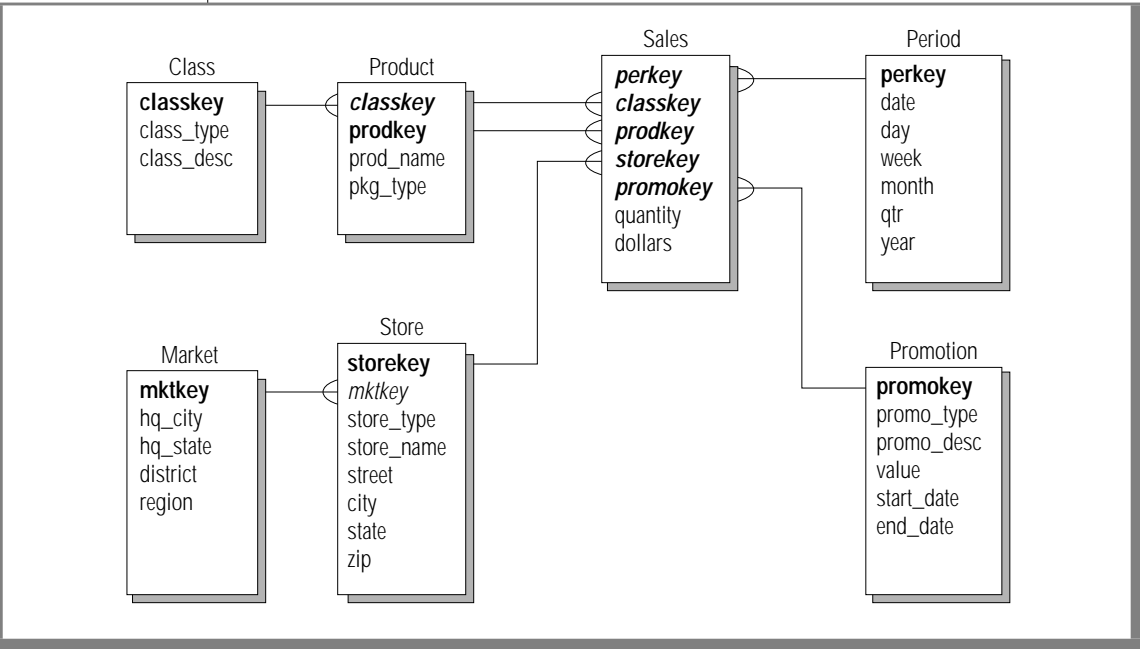 Class
classkey
class_type
class_desc
Product
classkey
prodkey
prod_name
pkg_type
Sales
perkey
classkey
prodkey
storekey
promokey
quantity
dollars
Period
perkey
date
day
week
month
qtr
year
Market
mktkey
hq_city
hq_state
district
region
Store
storekey
mktkey
store_type
store_name
street
city
state
zip
Promotion
promokey
promo_type
promo_desc
value
start_date
end_date